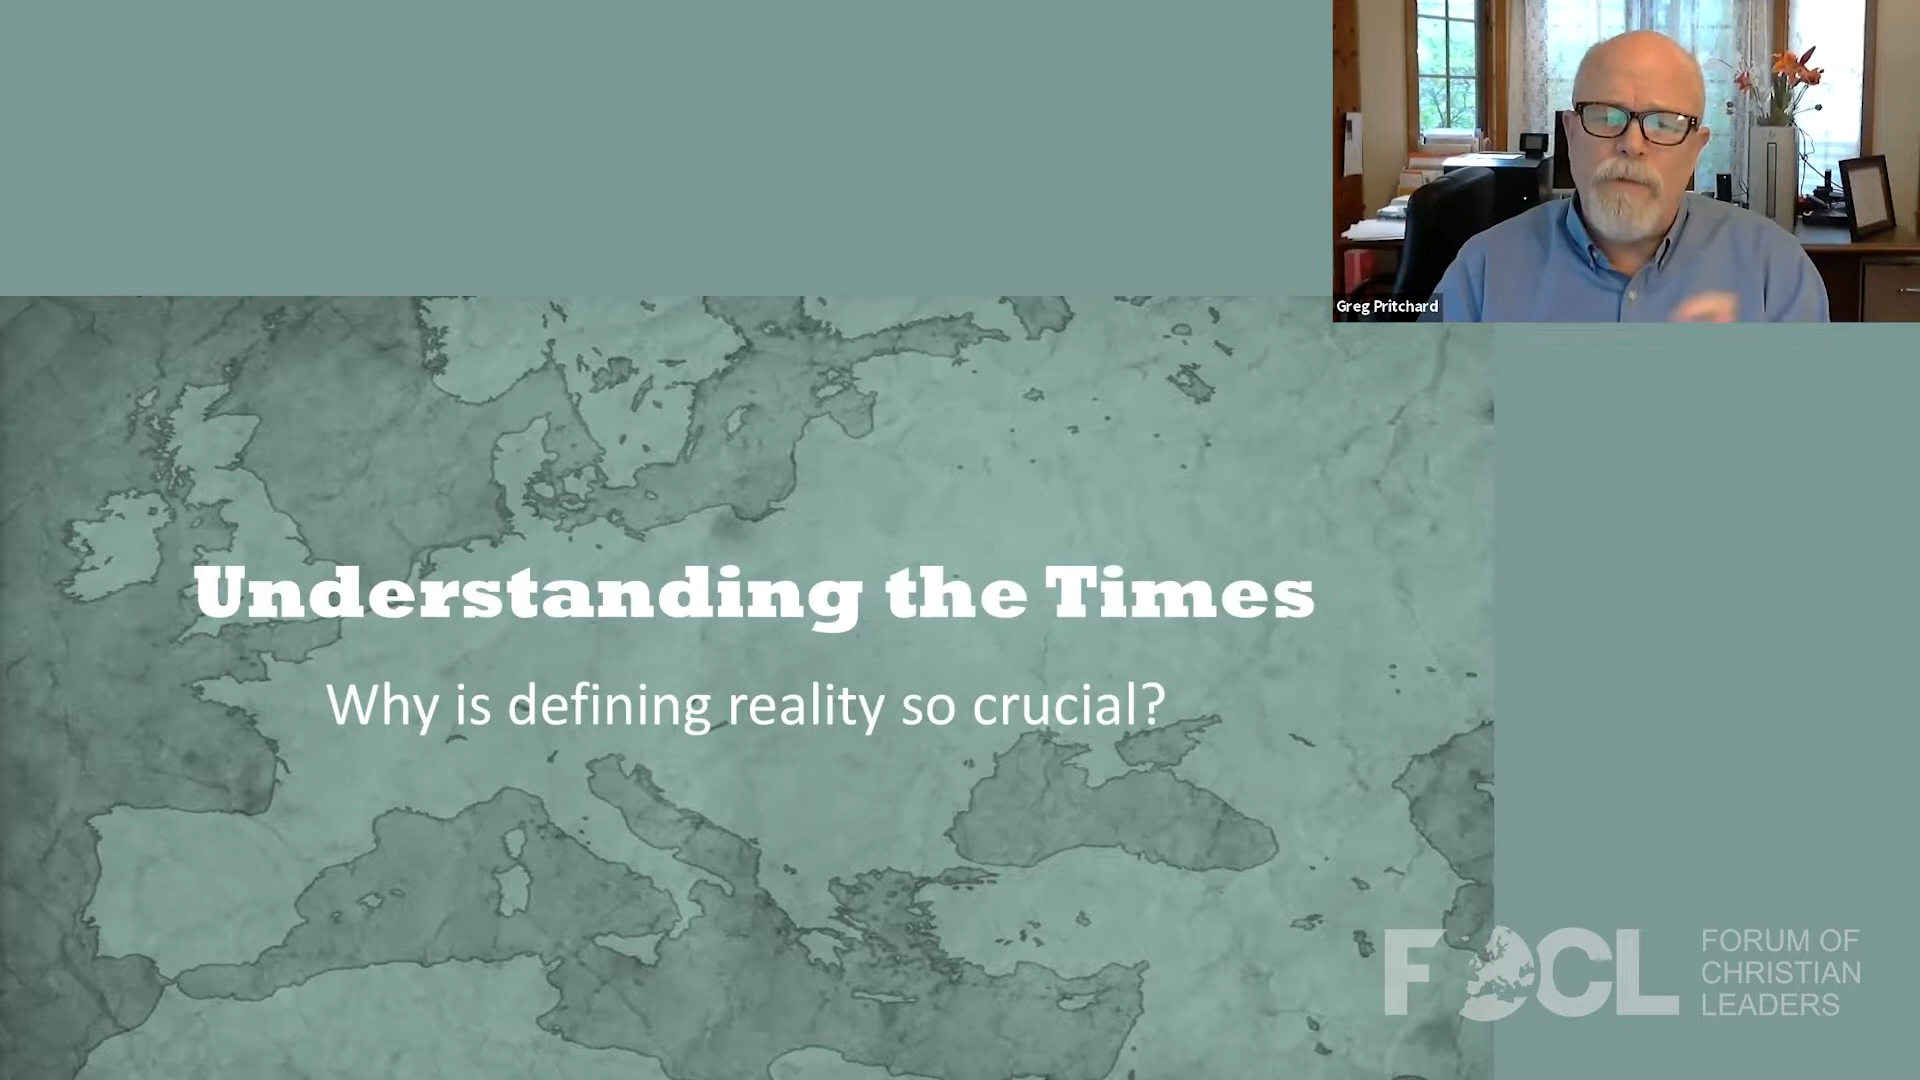 Greg Pritchard
Understanding the Times
Why is defining reality so crucial?
FOCL
FORUM OF
CHRISTIAN
LEADERS